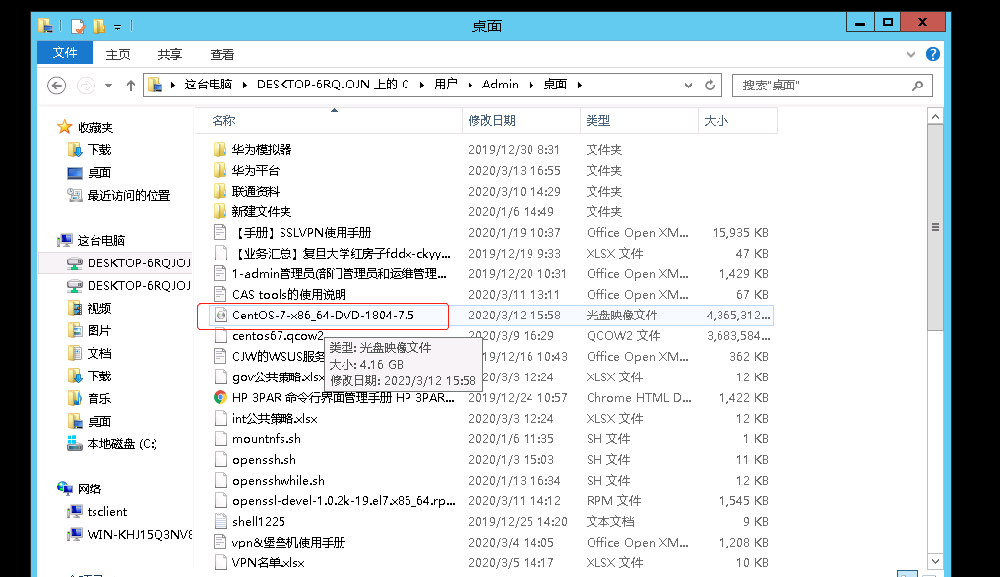 桌面
文件 主页 共享 查看
这台电脑 DESKTOP-6RQJOJN 上的 C 用户 Admin 桌面 搜索"桌面"
名称 修改日期 类型 大小
收藏夹
下载
桌面
最近访问的位置
这台电脑
DESKTOP-6RQJOJ
DESKTOP-6RQJOJ
视频
图片
文档
下载
音乐
桌面
本地磁盘 (C:)
网络
tsclient
WIN-KHJ15Q3NV8
华为模拟器 2019/12/30 8:31 文件夹
华为平台 2020/3/13 16:55 文件夹
联通资料 2020/3/10 14:29 文件夹
新建文件夹 2020/1/6 14:49 文件夹
【手册】SSLVPN使用手册 2020/1/19 10:37 Office Open XM... 15,935 KB
【业务汇总】复旦大学红房子fddx-ckyy... 2019/12/19 9:33 XLSX 文件 47 KB
1-admin管理员(部门管理员和运维管理... 2019/12/20 10:31 Office Open XM... 1,429 KB
CAS tools的使用说明 2020/3/11 13:11 Office Open XM... 67 KB
CentOS-7-x86_64-DVD-1804-7.5 2020/3/12 15:58 光盘映像文件 4,365,312...
centos67.qcow2 2020/3/9 16:29 QCOW2 文件 3,683,584...
CJW的WSUS服务 2019/12/16 10:43 Office Open XM... 362 KB
gov公共策略.xlsx 2020/3/3 12:24 XLSX 文件 12 KB
类型: 光盘映像文件
大小: 4.16 GB
修改日期: 2020/3/12 15:58
HP 3PAR 命令行界面管理手册 HP 3PAR... 2019/12/24 10:57 Chrome HTML D... 1,422 KB
int公共策略.xlsx 2020/3/3 12:24 XLSX 文件 12 KB
mountnfs.sh 2020/1/6 11:35 SH 文件 1 KB
openssh.sh 2020/1/3 15:03 SH 文件 11 KB
opensshwhile.sh 2020/1/13 16:34 SH 文件 9 KB
openssl-devel-1.0.2k-19.el7.x86_64.rp... 2020/3/11 14:12 RPM 文件 1,545 KB
shell1225 2019/12/25 14:20 文本文档 9 KB
vpn&堡垒机使用手册 2020/3/4 14:05 Office Open XM... 1,208 KB
VPN名单.xlsx 2020/3/5 14:17 XLSX 文件 10 KB